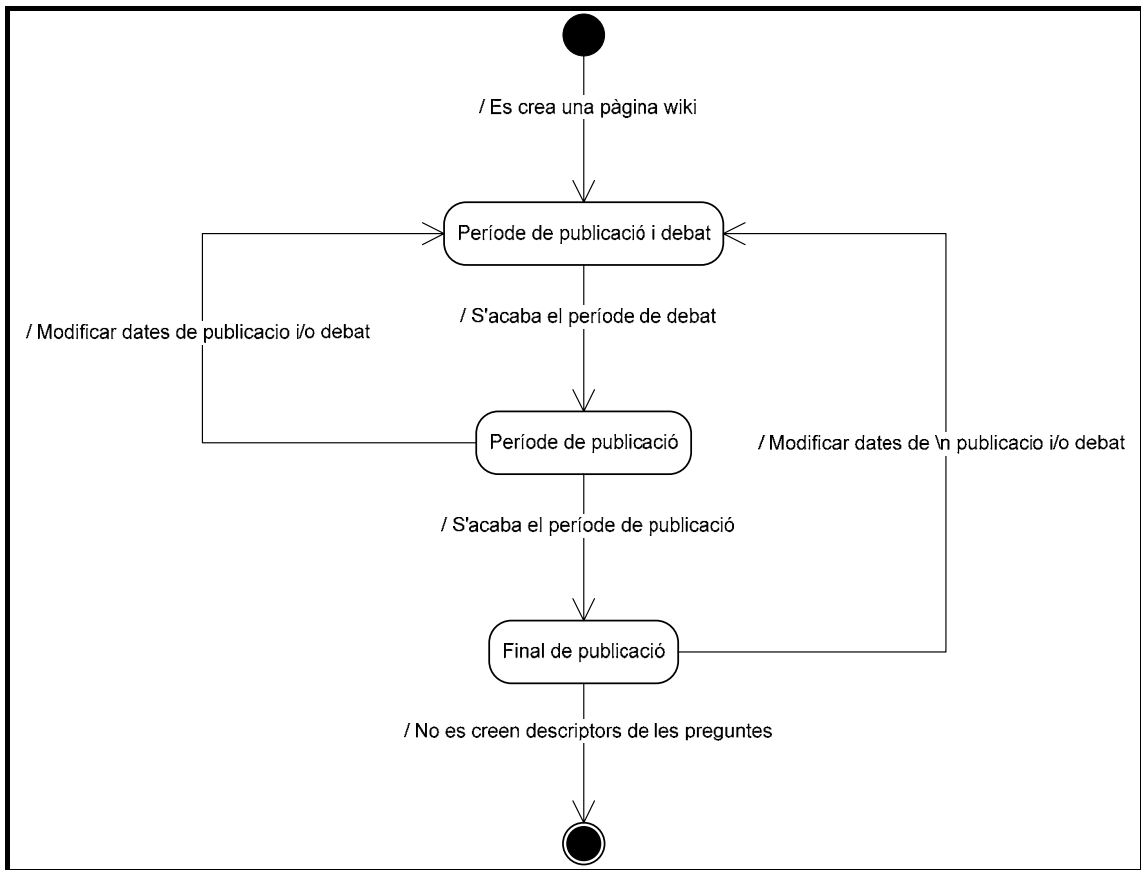 / Es crea una pàgina wiki
Període de publicació i debat
/ S'acaba el període de debat
/ Modificar dates de publicacio i/o debat
Període de publicació
/ Modificar dates de \n publicacio i/o debat
/ S'acaba el període de publicació
Final de publicació
/ No es creen descriptors de les preguntes